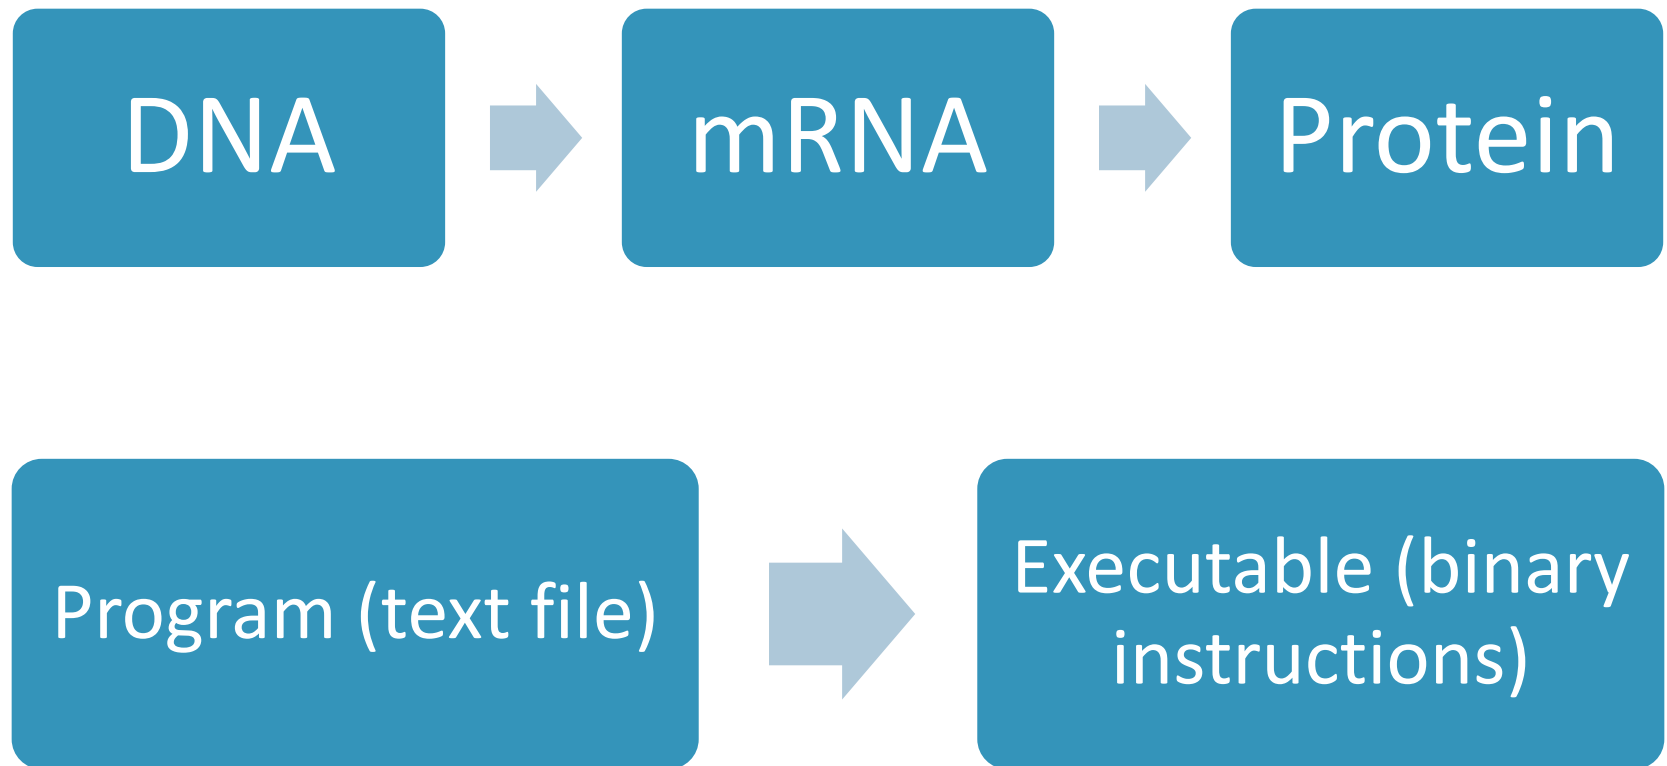 DNA
mRNA
Protein
Program (text file)
Executable (binary
instructions)